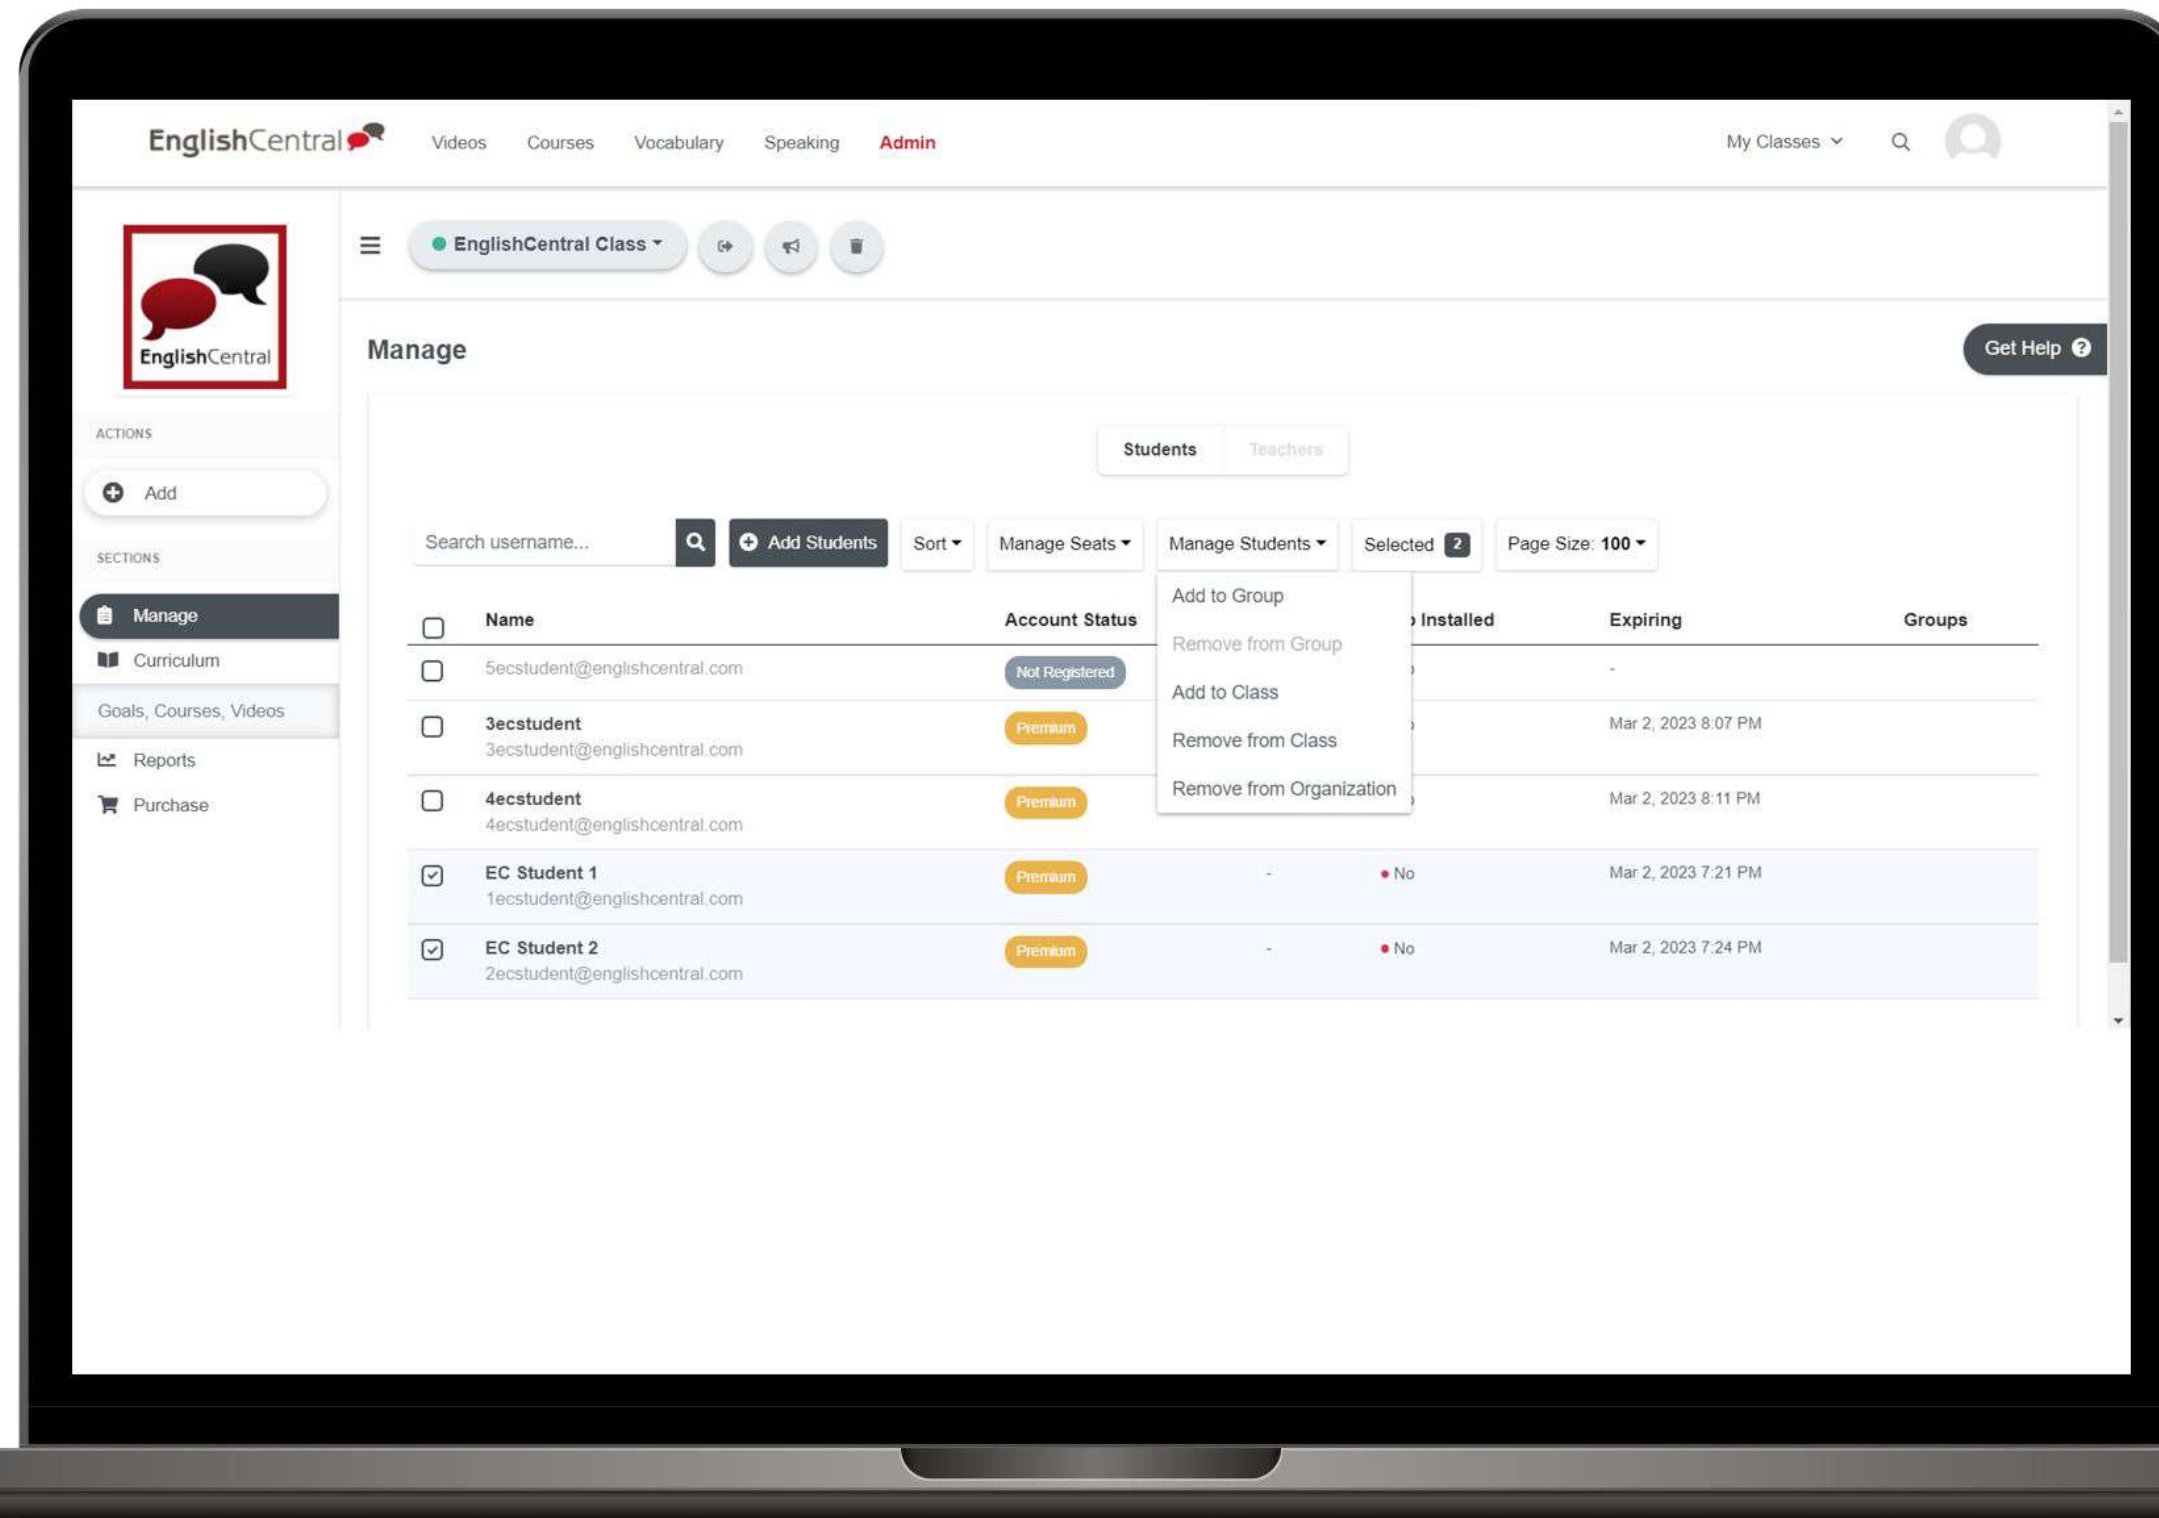 EnglishCentral
Videos
Courses
Vocabulary
Speaking
Admin
My Classes
EnglishCentral
EnglishCentral Class
Manage
Get Help
ACTIONS
Add
SECTIONS
Manage
Curriculum
Goals, Courses, Videos
Reports
Purchase
Students
Teachers
Search username...
Add Students
Sort
Manage Seats
Manage Students
Selected 2
Page Size: 100
Add to Group
Remove from Group
Add to Class
Remove from Class
Remove from Organization
Name
Account Status
Installed
Expiring
Groups
5ecstudent@englishcentral.com
Not Registered
-
3ecstudent
3ecstudent@englishcentral.com
Premium
Mar 2, 2023 8:07 PM
4ecstudent
4ecstudent@englishcentral.com
Premium
Mar 2, 2023 8:11 PM
EC Student 1
1ecstudent@englishcentral.com
Premium
-
No
Mar 2, 2023 7:21 PM
EC Student 2
2ecstudent@englishcentral.com
Premium
-
No
Mar 2, 2023 7:24 PM